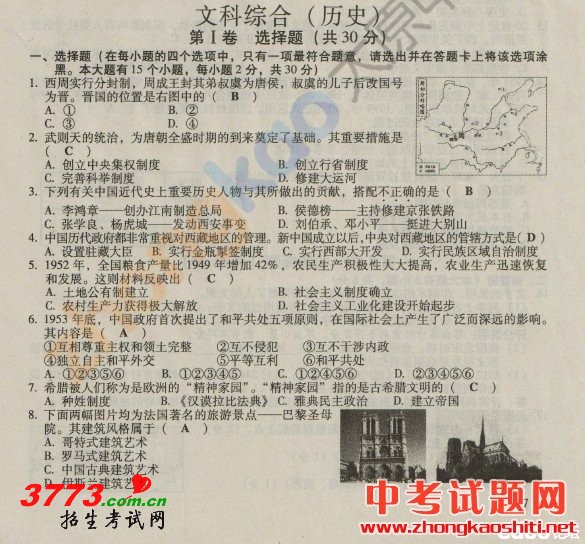 文科综合（历史）
第Ⅰ卷 选择题（共30分）
一、选择题（在每小题的四个选项中，只有一项最符合题意，请选出并在答题卡上将该选项涂
黑。本大题有15个小题，每小题2分，共30分）
1. 西周实行分封制，周成王封其弟叔虞为唐侯，叔虞的儿子后改国号
为晋。晋国的位置是右图中的（ B ）
A. ① B. ②
C. ③ D. ④
2. 武则天的统治，为唐朝全盛时期的到来奠定了基础。其重要措施是
（ C ）
A. 创立中央集权制度 B. 创立行省制度
C. 完善科举制度 D. 修建大运河
3. 下列有关中国近代史上重要历史人物与其所做出的贡献，搭配不正确的是（ B ）
A. 李鸿章——创办江南制造总局 B. 侯德榜——主持修建京张铁路
C. 张学良、杨虎城——发动西安事变 D. 刘伯承、邓小平——挺进大别山
4. 中国历代政府都非常重视对西藏地区的管理。新中国成立以后,中央对西藏地区的管辖方式是( D )
A. 设置驻藏大臣 B. 实行金瓶掣签制度 C. 实行西部大开发 D. 实行民族区域自治制度
5. 1952年，全国粮食产量比1949年增加42%，农民生产积极性大大提高，农业生产迅速恢复
和发展。这则材料反映出（ C ）
A. 土地公有制建立 B. 社会主义制度确立
C. 农村生产力获得极大解放 D. 社会主义工业化建设开始起步
6. 1953年底，中国政府首次提出了和平共处五项原则，在国际社会上产生了广泛而深远的影响。
其内容是（ A ）
①互相尊重主权和领土完整 ②互不侵犯 ③互不干涉内政
④独立自主和平外交 ⑤平等互利 ⑥和平共处
A. ①②③⑤⑥ B. ①②③④⑤ C. ①②④⑤⑥ D. ①②③④⑤⑥
7. 希腊被人们称为是欧洲的“精神家园”。“精神家园”指的是古希腊文明的（ C ）
A. 种姓制度 B. 《汉谟拉比法典》 C. 雅典民主政治 D. 建立帝国
8. 下面两幅图片均为法国著名的旅游景点——巴黎圣母
院。其建筑风格属于（ A ）
A. 哥特式建筑艺术
B. 罗马式建筑艺术
C. 中国古典建筑艺术
D. 伊斯兰建筑艺术
3773.com.cn
招生考试网
中考试题网
www.zhongkaoshiti.net